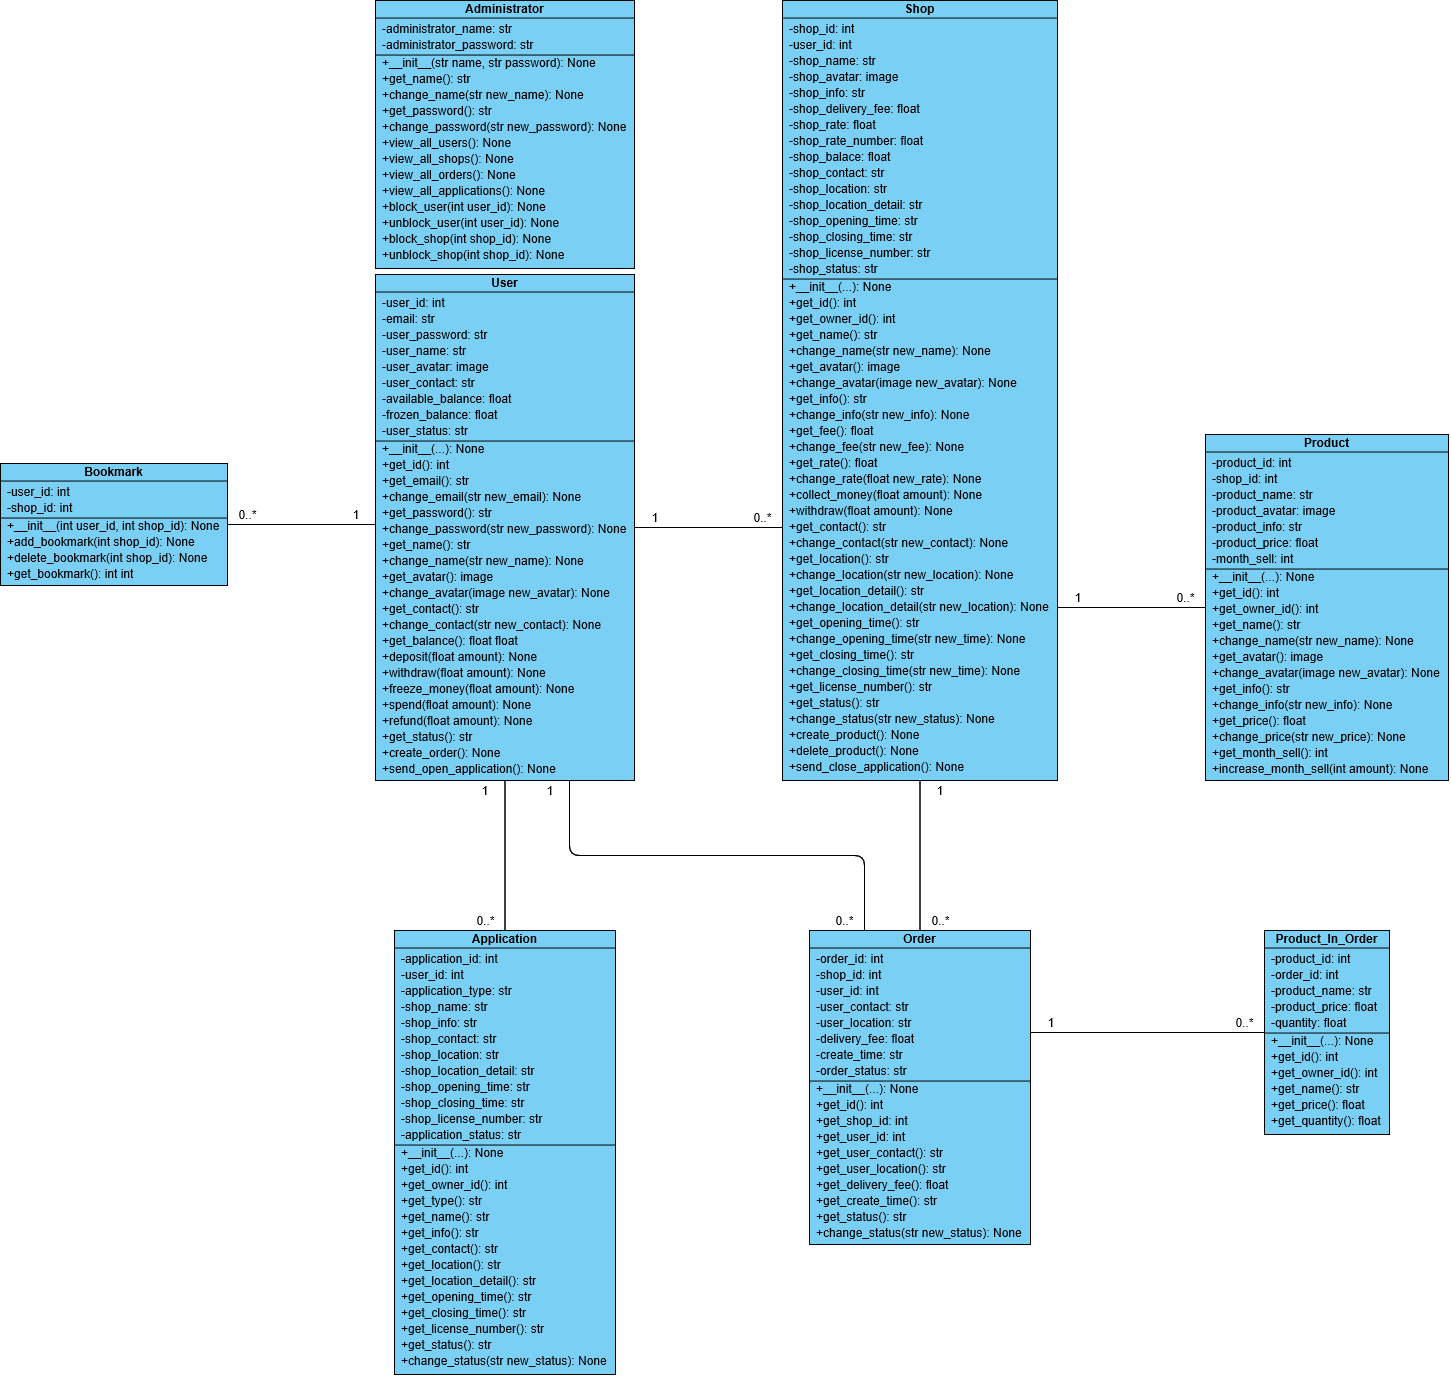 Administrator
-administrator_name: str
-administrator_password: str
+__init__(str name, str password): None
+get_name(): str
+change_name(str new_name): None
+get_password(): str
+change_password(str new_password): None
+view_all_users(): None
+view_all_shops(): None
+view_all_orders(): None
+view_all_applications(): None
+block_user(int user_id): None
+unblock_user(int user_id): None
+block_shop(int shop_id): None
+unblock_shop(int shop_id): None
Shop
-shop_id: int
-user_id: int
-shop_name: str
-shop_avatar: image
-shop_info: str
-shop_delivery_fee: float
-shop_rate: float
-shop_rate_number: float
-shop_balace: float
-shop_contact: str
-shop_location: str
-shop_location_detail: str
-shop_opening_time: str
-shop_closing_time: str
-shop_license_number: str
-shop_status: str
+__init__(...): None
+get_id(): int
+get_owner_id(): int
+get_name(): str
+change_name(str new_name): None
+get_avatar(): image
+change_avatar(image new_avatar): None
+get_info(): str
+change_info(str new_info): None
+get_fee(): float
+change_fee(str new_fee): None
+get_rate(): float
+change_rate(float new_rate): None
+collect_money(float amount): None
+withdraw(float amount): None
+get_contact(): str
+change_contact(str new_contact): None
+get_location(): str
+change_location(str new_location): None
+get_location_detail(): str
+change_location_detail(str new_location): None
+get_opening_time(): str
+change_opening_time(str new_time): None
+get_closing_time(): str
+change_closing_time(str new_time): None
+get_license_number(): str
+get_status(): str
+change_status(str new_status): None
+create_product(): None
+delete_product(): None
+send_close_application(): None
User
-user_id: int
-email: str
-user_password: str
-user_name: str
-user_avatar: image
-user_contact: str
-available_balance: float
-frozen_balance: float
-user_status: str
+__init__(...): None
+get_id(): int
+get_email(): str
+change_email(str new_email): None
+get_password(): str
+change_password(str new_password): None
+get_name(): str
+change_name(str new_name): None
+get_avatar(): image
+change_avatar(image new_avatar): None
+get_contact(): str
+change_contact(str new_contact): None
+get_balance(): float float
+deposit(float amount): None
+withdraw(float amount): None
+freeze_money(float amount): None
+spend(float amount): None
+refund(float amount): None
+get_status(): str
+create_order(): None
+send_open_application(): None
Bookmark
-user_id: int
-shop_id: int
+__init__(int user_id, int shop_id): None
+add_bookmark(int shop_id): None
+delete_bookmark(int shop_id): None
+get_bookmark(): int int
0..*
1
1
0..*
Product
-product_id: int
-shop_id: int
-product_name: str
-product_avatar: image
-product_info: str
-product_price: float
-month_sell: int
+__init__(...): None
+get_id(): int
+get_owner_id(): int
+get_name(): str
+change_name(str new_name): None
+get_avatar(): image
+change_avatar(image new_avatar): None
+get_info(): str
+change_info(str new_info): None
+get_price(): float
+change_price(str new_price): None
+get_month_sell(): int
+increase_month_sell(int amount): None
1
0..*
1
1
1
0..*
0..*
0..*
Application
-application_id: int
-user_id: int
-application_type: str
-shop_name: str
-shop_info: str
-shop_contact: str
-shop_location: str
-shop_location_detail: str
-shop_opening_time: str
-shop_closing_time: str
-shop_license_number: str
-application_status: str
+__init__(...): None
+get_id(): int
+get_owner_id(): int
+get_type(): str
+get_name(): str
+get_info(): str
+get_contact(): str
+get_location(): str
+get_location_detail(): str
+get_opening_time(): str
+get_closing_time(): str
+get_license_number(): str
+get_status(): str
+change_status(str new_status): None
Order
-order_id: int
-shop_id: int
-user_id: int
-user_contact: str
-user_location: str
-delivery_fee: float
-create_time: str
-order_status: str
+__init__(...): None
+get_id(): int
+get_shop_id: int
+get_user_id: int
+get_user_contact(): str
+get_user_location(): str
+get_delivery_fee(): float
+get_create_time(): str
+get_status(): str
+change_status(str new_status): None
1
0..*
Product_In_Order
-product_id: int
-order_id: int
-product_name: str
-product_price: float
-quantity: float
+__init__(...): None
+get_id(): int
+get_owner_id(): int
+get_name(): str
+get_price(): float
+get_quantity(): float